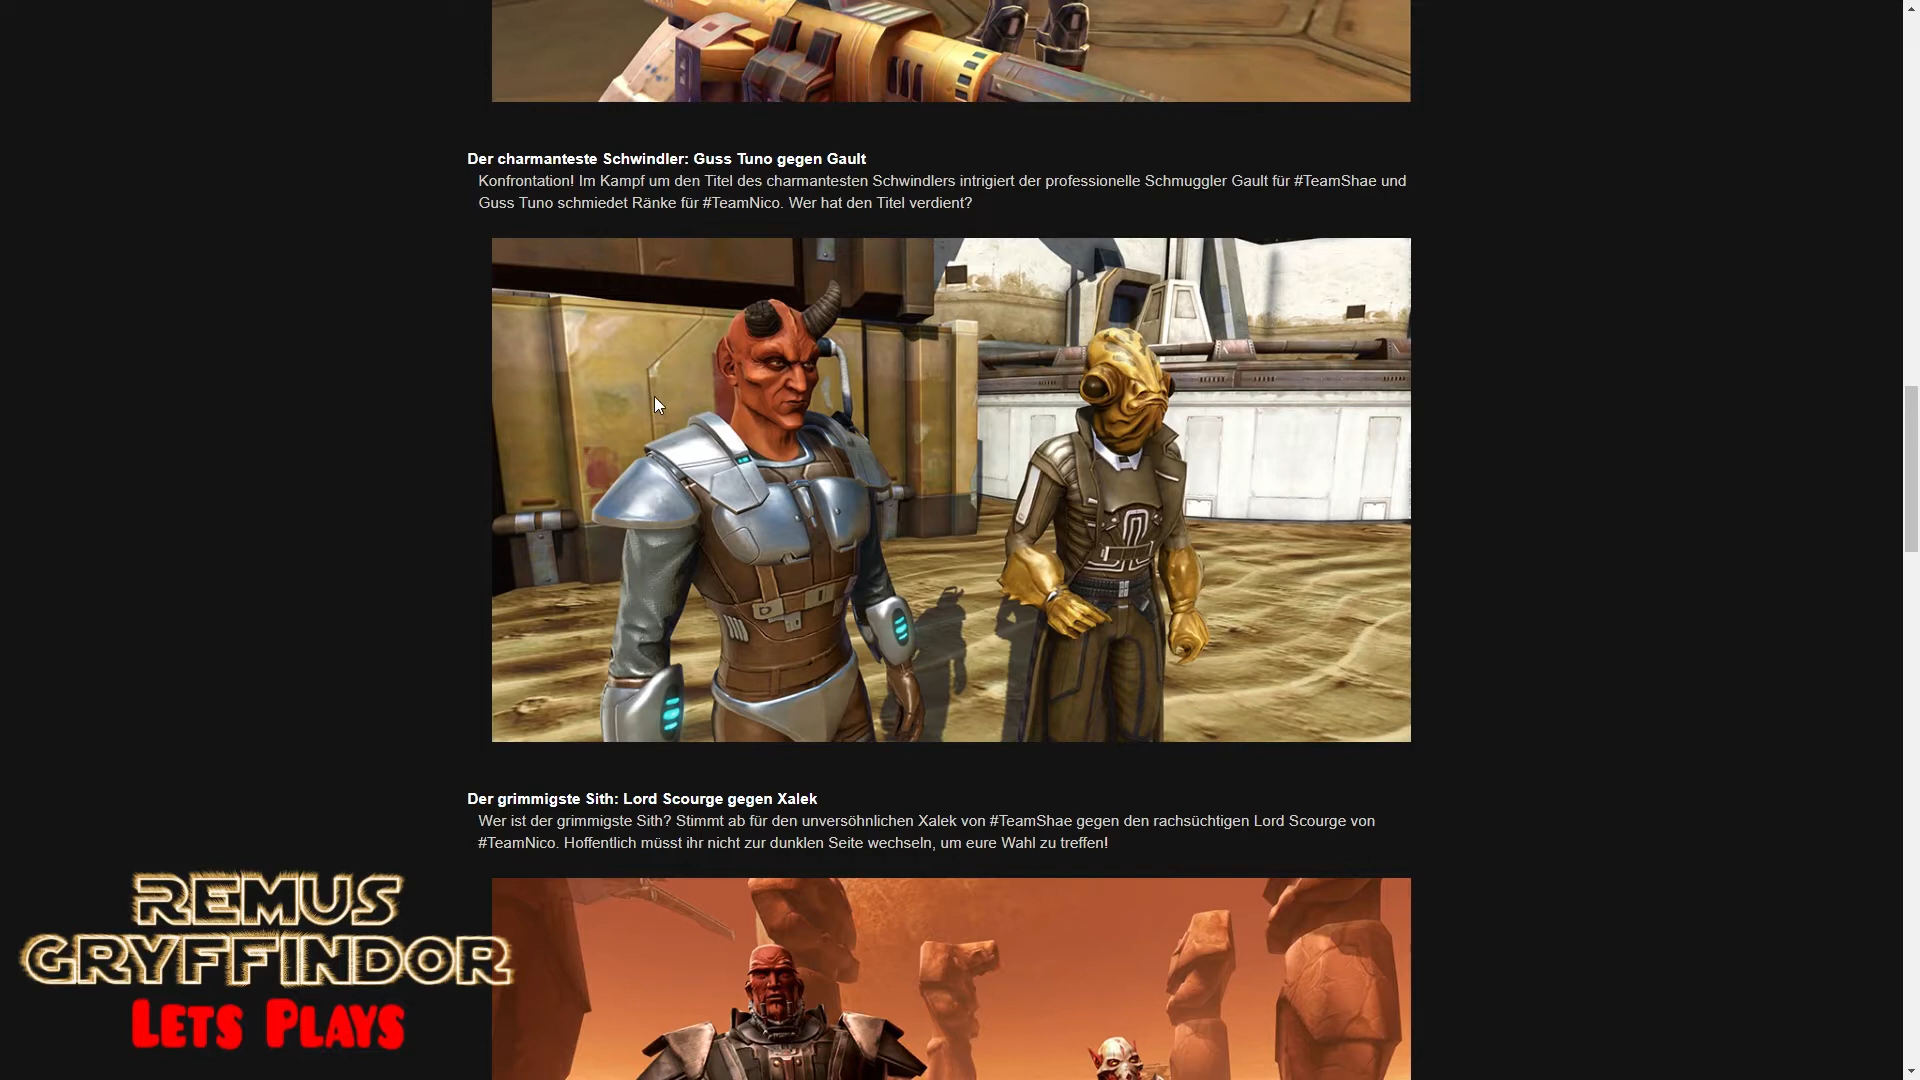 Der charmanteste Schwindler: Guss Tuno gegen Gault
Konfrontation! Im Kampf um den Titel des charmantesten Schwindlers intrigiert der professionelle Schmuggler Gault für #TeamShae und
Guss Tuno schmiedet Ränke für #TeamNico. Wer hat den Titel verdient?
Der grimmigste Sith: Lord Scourge gegen Xalek
Wer ist der grimmigste Sith? Stimmt ab für den unversöhnlichen Xalek von #TeamShae gegen den rachsüchtigen Lord Scourge von
#TeamNico. Hoffentlich müsst ihr nicht zur dunklen Seite wechseln, um eure Wahl zu treffen!
REMUS
GRYFFINDOR
LETS PLAYS